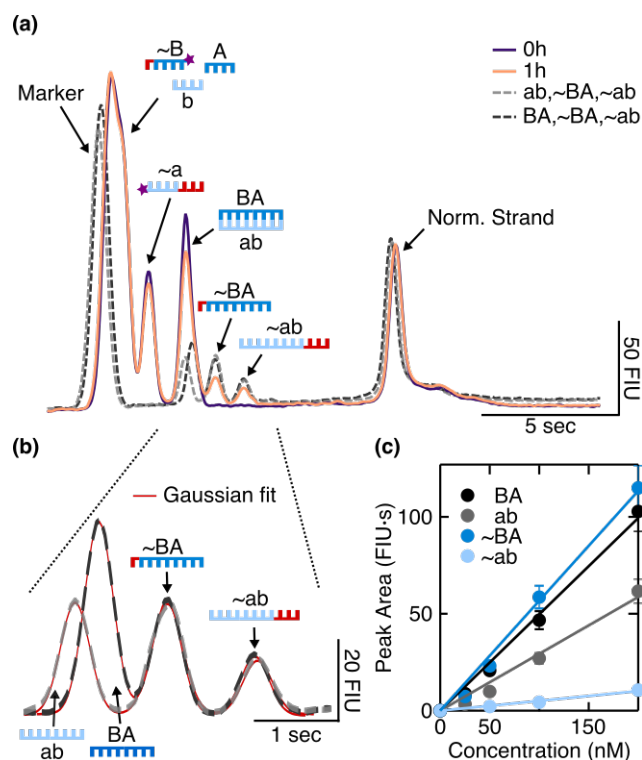 (a)
~B
A
b
0h
1h
ab,~BA,~ab
BA,~BA,~ab
Marker
~a
BA
ab
Norm. Strand
~BA
~ab
50 FIU
5 sec
(b)
Gaussian fit
~BA
~ab
20 FIU
ab
BA
1 sec
(c)
BA
ab
~BA
~ab
Peak Area (FIU·s)
100
50
0
0
50
150
Concentration (nM)